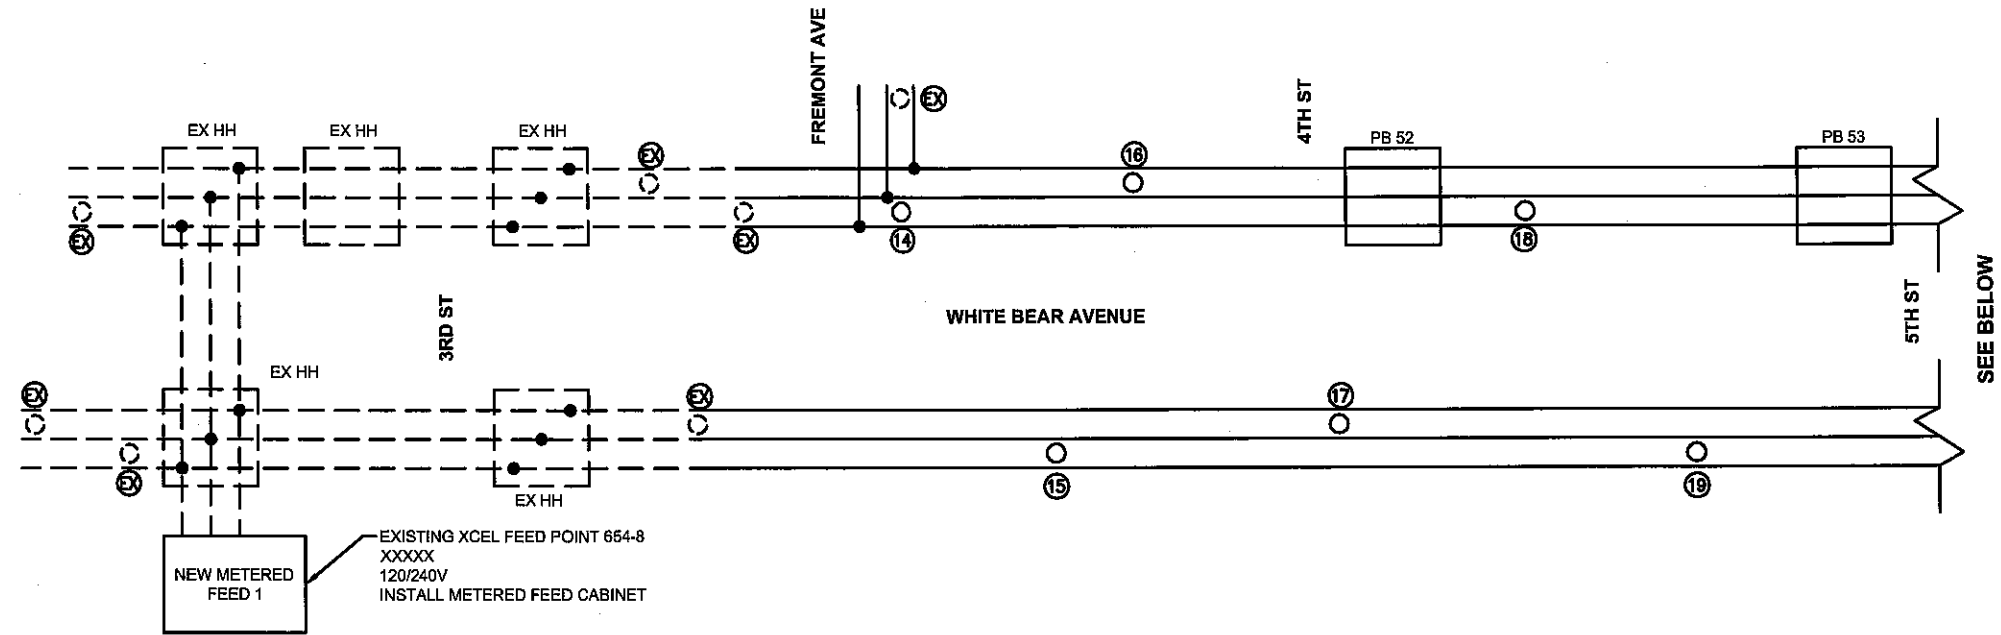 FREMONT AVE
4TH ST
EX
EX HH
EX HH
EX HH
EX
16
PB 52
PB 53
EX
EX
14
18
3RD ST
WHITE BEAR AVENUE
5TH ST
SEE BELOW
EX HH
EX
EX
17
EX
EX HH
15
19
NEW METERED
FEED 1
EXISTING XCEL FEED POINT 654-8
XXXXX
120/240V
INSTALL METERED FEED CABINET